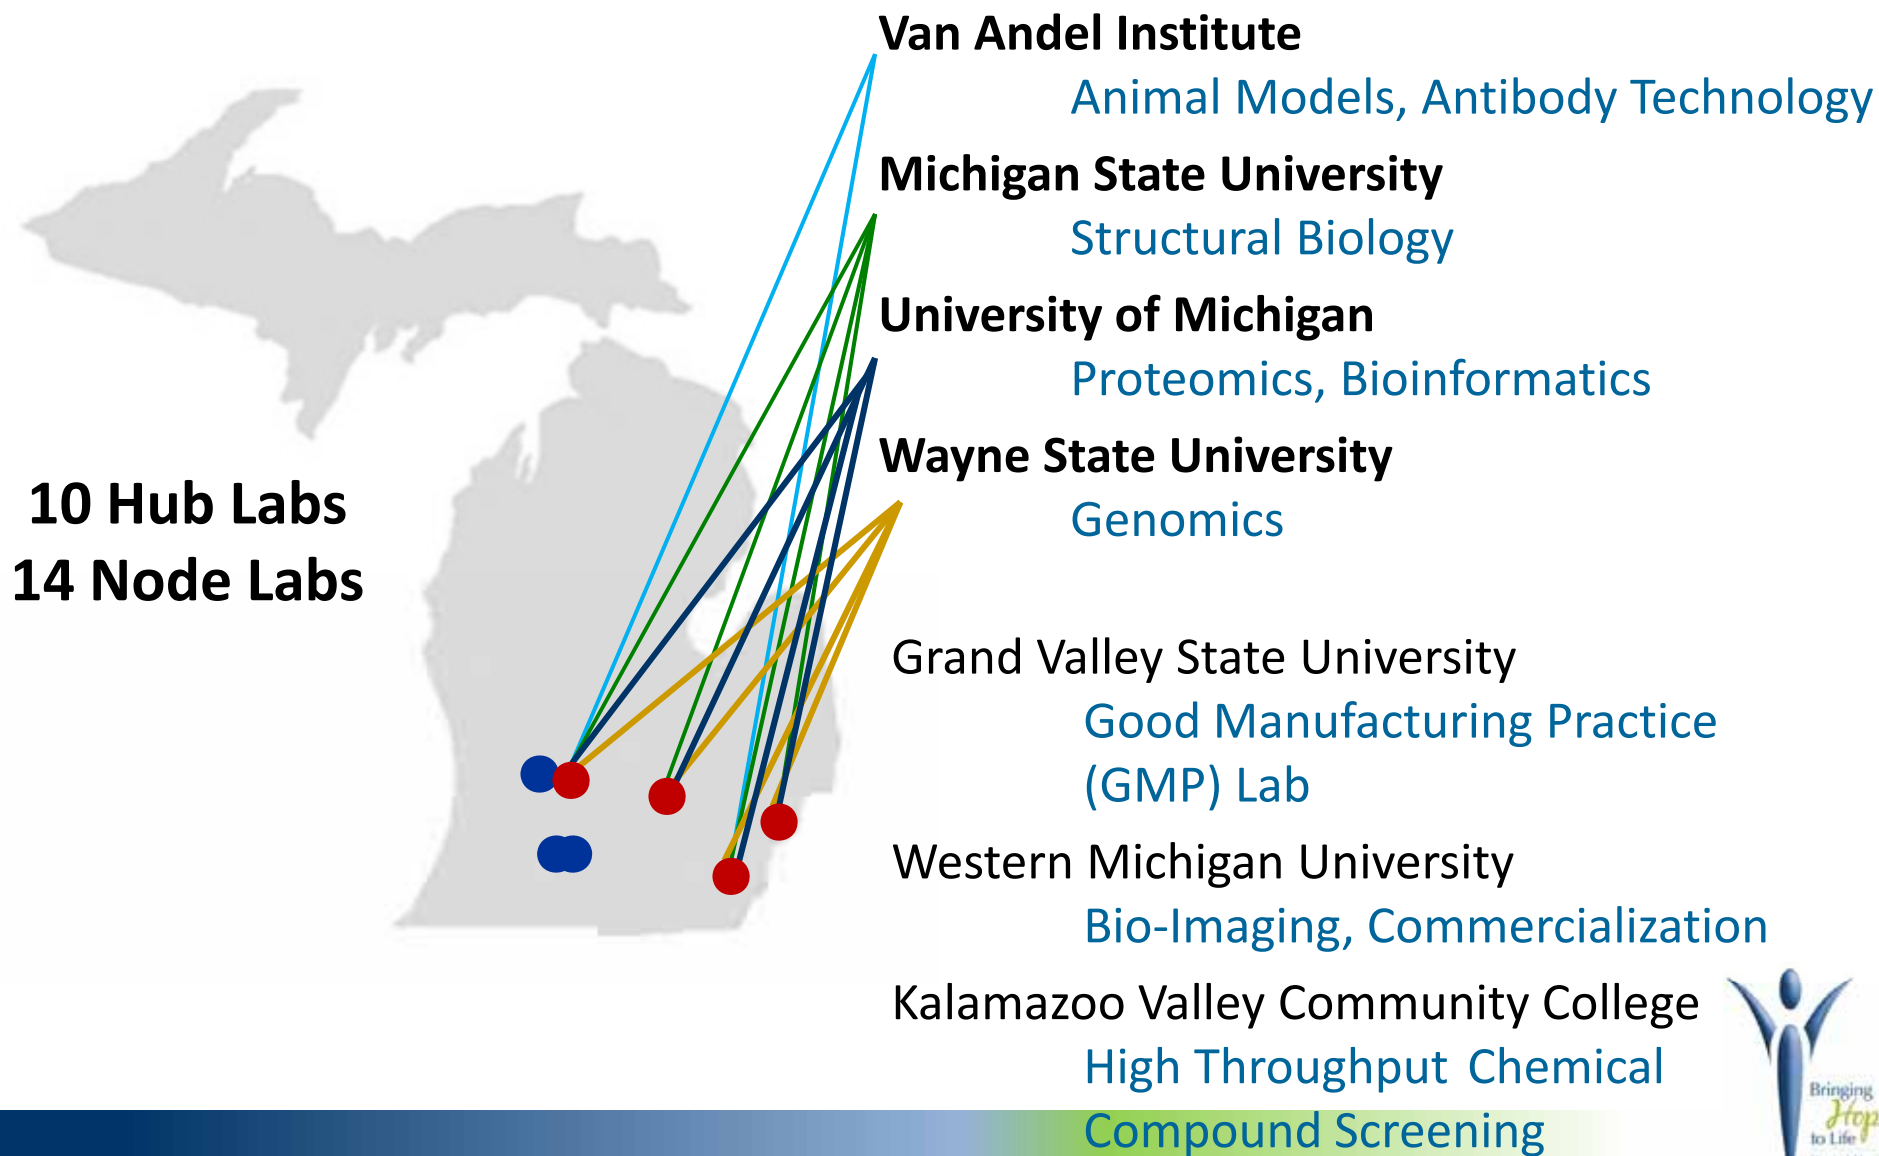 Van Andel Institute
Animal Models, Antibody Technology
Michigan State University
Structural Biology
University of Michigan
Proteomics, Bioinformatics
Wayne State University
Genomics
10 Hub Labs
14 Node Labs
Grand Valley State University
Good Manufacturing Practice
(GMP) Lab
Western Michigan University
Bio-Imaging, Commercialization
Kalamazoo Valley Community College
High Throughput Chemical
Compound Screening
Bringing
Hop
to Life